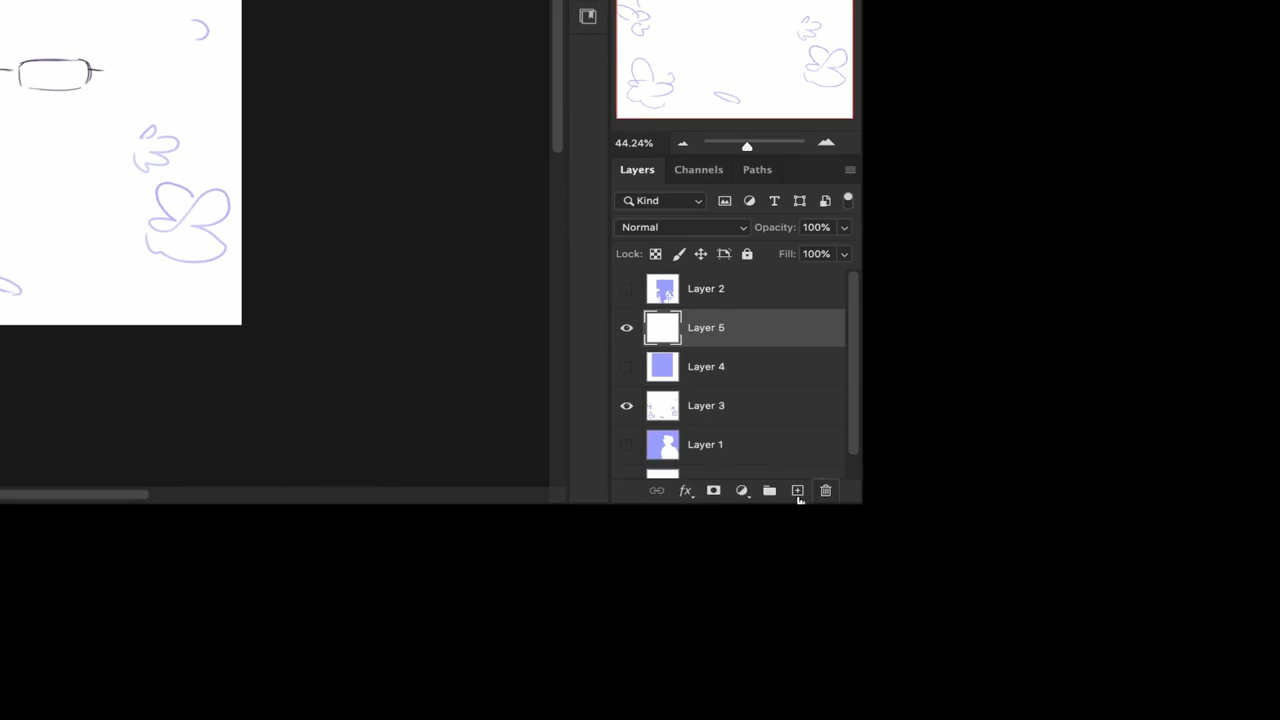 44.24%
Layers Channels Paths
Kind T
Normal Opacity: 100%
Lock: Fill: 100%
Layer 2
Layer 5
Layer 4
Layer 3
Layer 1
fx